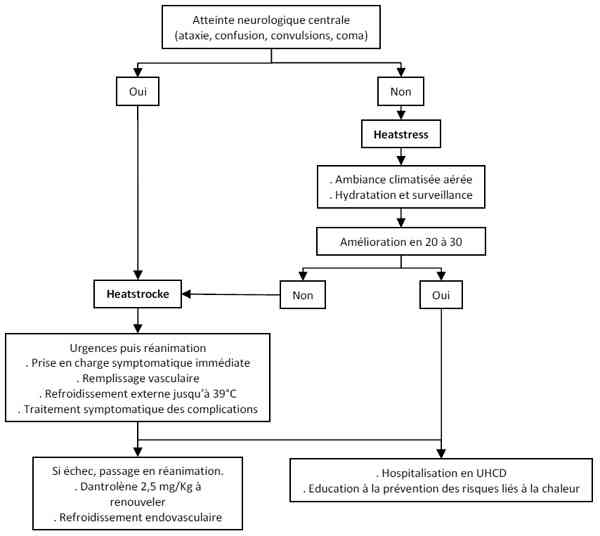 Atteinte neurologique centrale
(ataxie, confusion, convulsions, coma)
Oui
Non
Heatstress
. Ambiance climatisée aérée
. Hydratation et surveillance
Amélioration en 20 à 30
Heatstrocke
Non
Oui
Urgences puis réanimation
. Prise en charge symptomatique immédiate
. Remplissage vasculaire
. Refroidissement externe jusqu'à 39°C
. Traitement symptomatique des complications
Si échec, passage en réanimation.
. Dantrolène 2,5 mg/Kg à
renouveler
. Refroidissement endovasculaire
. Hospitalisation en UHCD
. Education à la prévention des risques liés à la chaleur